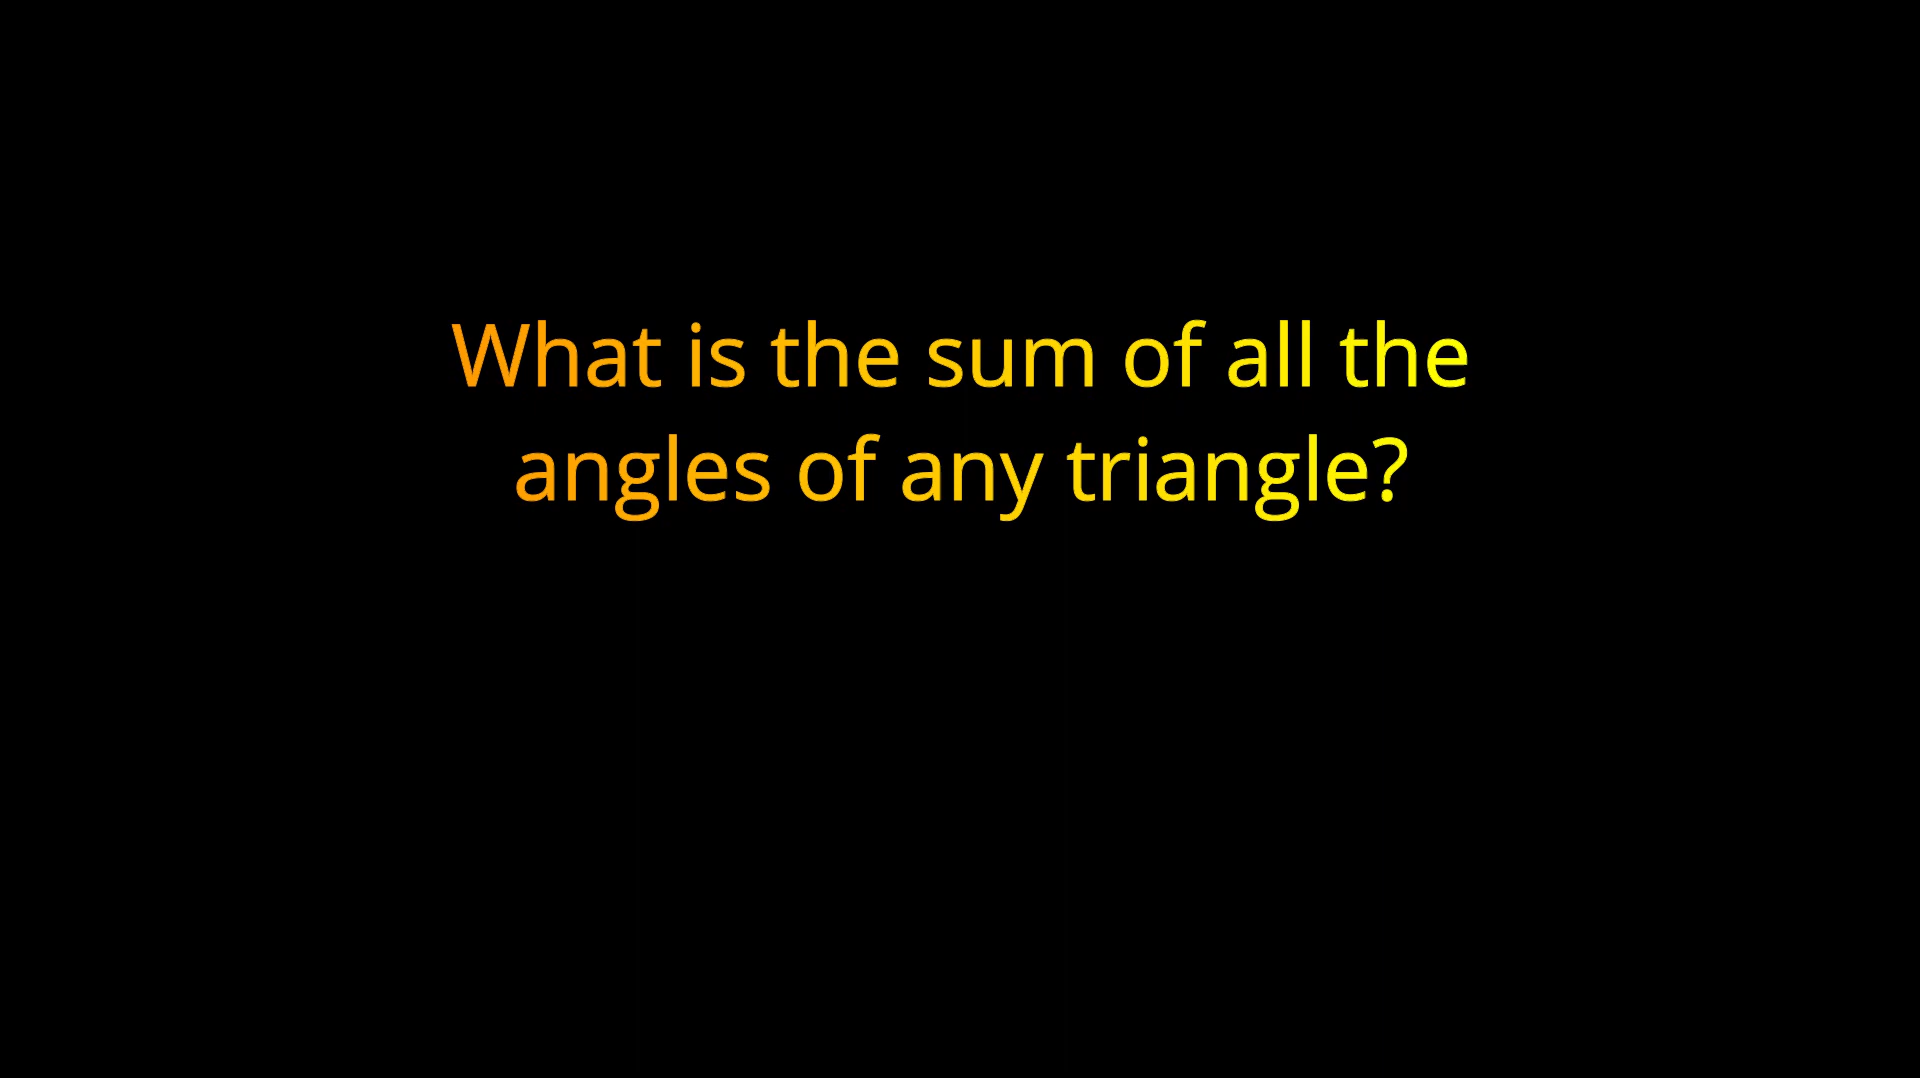 What is the sum of all the
angles of any triangle?